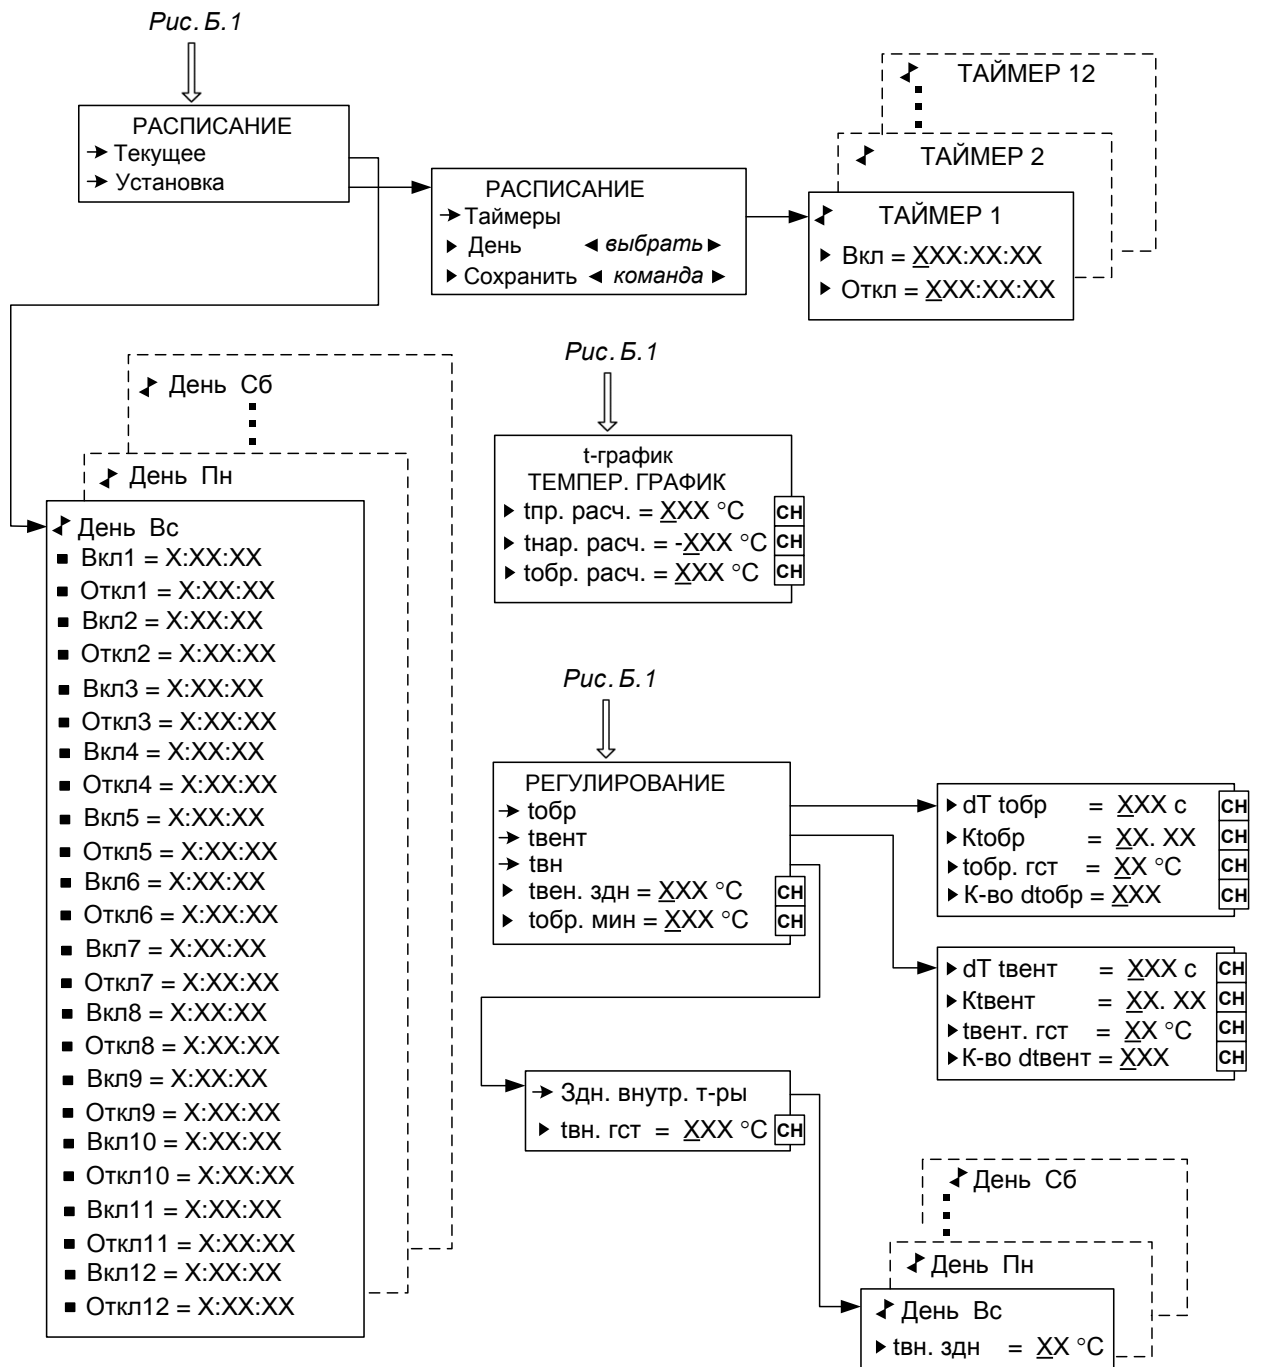 Рис. Б.1
РАСПИСАНИЕ
Текущее
Установка
РАСПИСАНИЕ
Таймеры
День выбрать
Сохранить команда
ТАЙМЕР 12
ТАЙМЕР 2
ТАЙМЕР 1
Вкл = XXX:XX:XX
Откл = XXX:XX:XX
День Сб
День Пн
День Вс
Вкл1 = X:XX:XX
Откл1 = X:XX:XX
Вкл2 = X:XX:XX
Откл2 = X:XX:XX
Вкл3 = X:XX:XX
Откл3 = X:XX:XX
Вкл4 = X:XX:XX
Откл4 = X:XX:XX
Вкл5 = X:XX:XX
Откл5 = X:XX:XX
Вкл6 = X:XX:XX
Откл6 = X:XX:XX
Вкл7 = X:XX:XX
Откл7 = X:XX:XX
Вкл8 = X:XX:XX
Откл8 = X:XX:XX
Вкл9 = X:XX:XX
Откл9 = X:XX:XX
Вкл10 = X:XX:XX
Откл10 = X:XX:XX
Вкл11 = X:XX:XX
Откл11 = X:XX:XX
Вкл12 = X:XX:XX
Откл12 = X:XX:XX
Рис. Б.1
t-график
ТЕМПЕР. ГРАФИК
tпр. расч. = XXX °C СН
tнар. расч. = -XXX °C СН
tобр. расч. = XXX °C СН
Рис. Б.1
РЕГУЛИРОВАНИЕ
tобр
tвент
tвн
tвен. здн = XXX °C СН
tобр. мин = XXX °C СН
dT tобр = XXX с СН
Ktобр = XX. XX СН
tобр. гст = XX °C СН
К-во dtобр = XXX СН
dT tвент = XXX с СН
Ktвент = XX. XX СН
tвент. гст = XX °C СН
К-во dtвент = XXX СН
Здн. внутр. т-ры
tвн. гст = XXX °C СН
День Сб
День Пн
День Вс
tвн. здн = XX °C